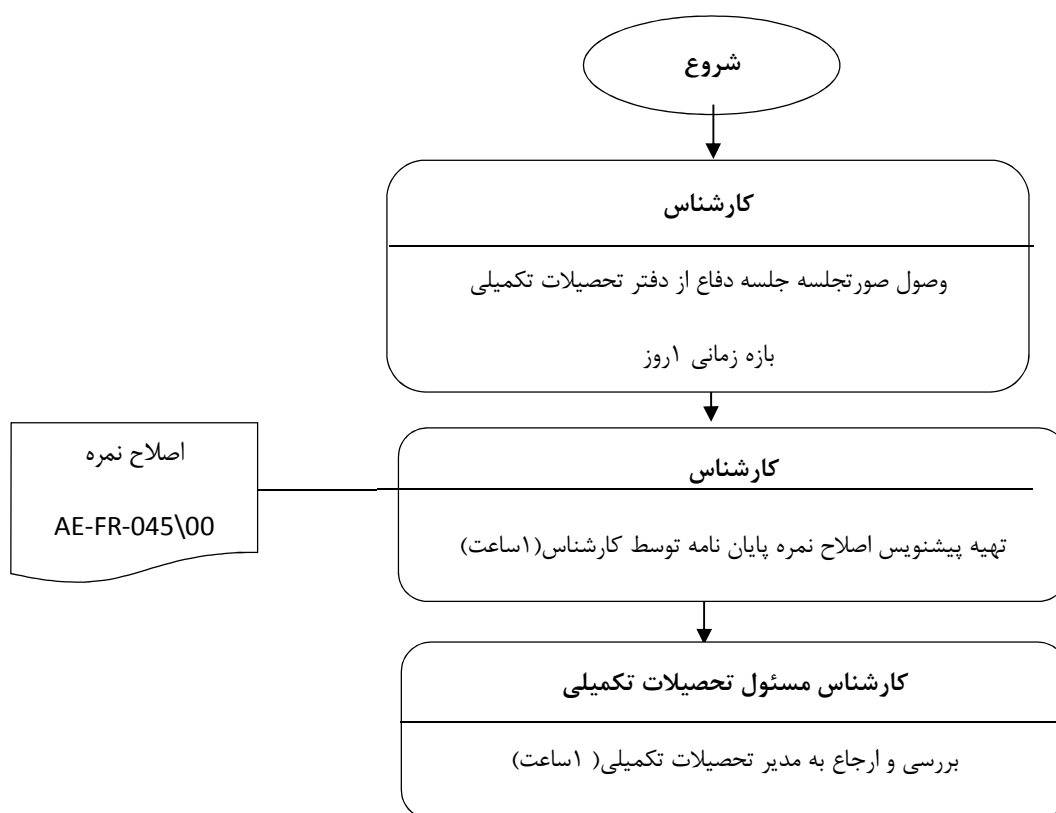 شروع
کارشناس
وصول صورتجلسه جلسه دفاع از دفتر تحصیلات تکمیلی
بازه زمانی ۱روز
کارشناس
تهیه پیشنویس اصلاح نمره پایان نامه توسط کارشناس(۱ساعت)
اصلاح نمره
AE-FR-045\00
کارشناس مسئول تحصیلات تکمیلی
بررسی و ارجاع به مدیر تحصیلات تکمیلی( ۱ساعت)